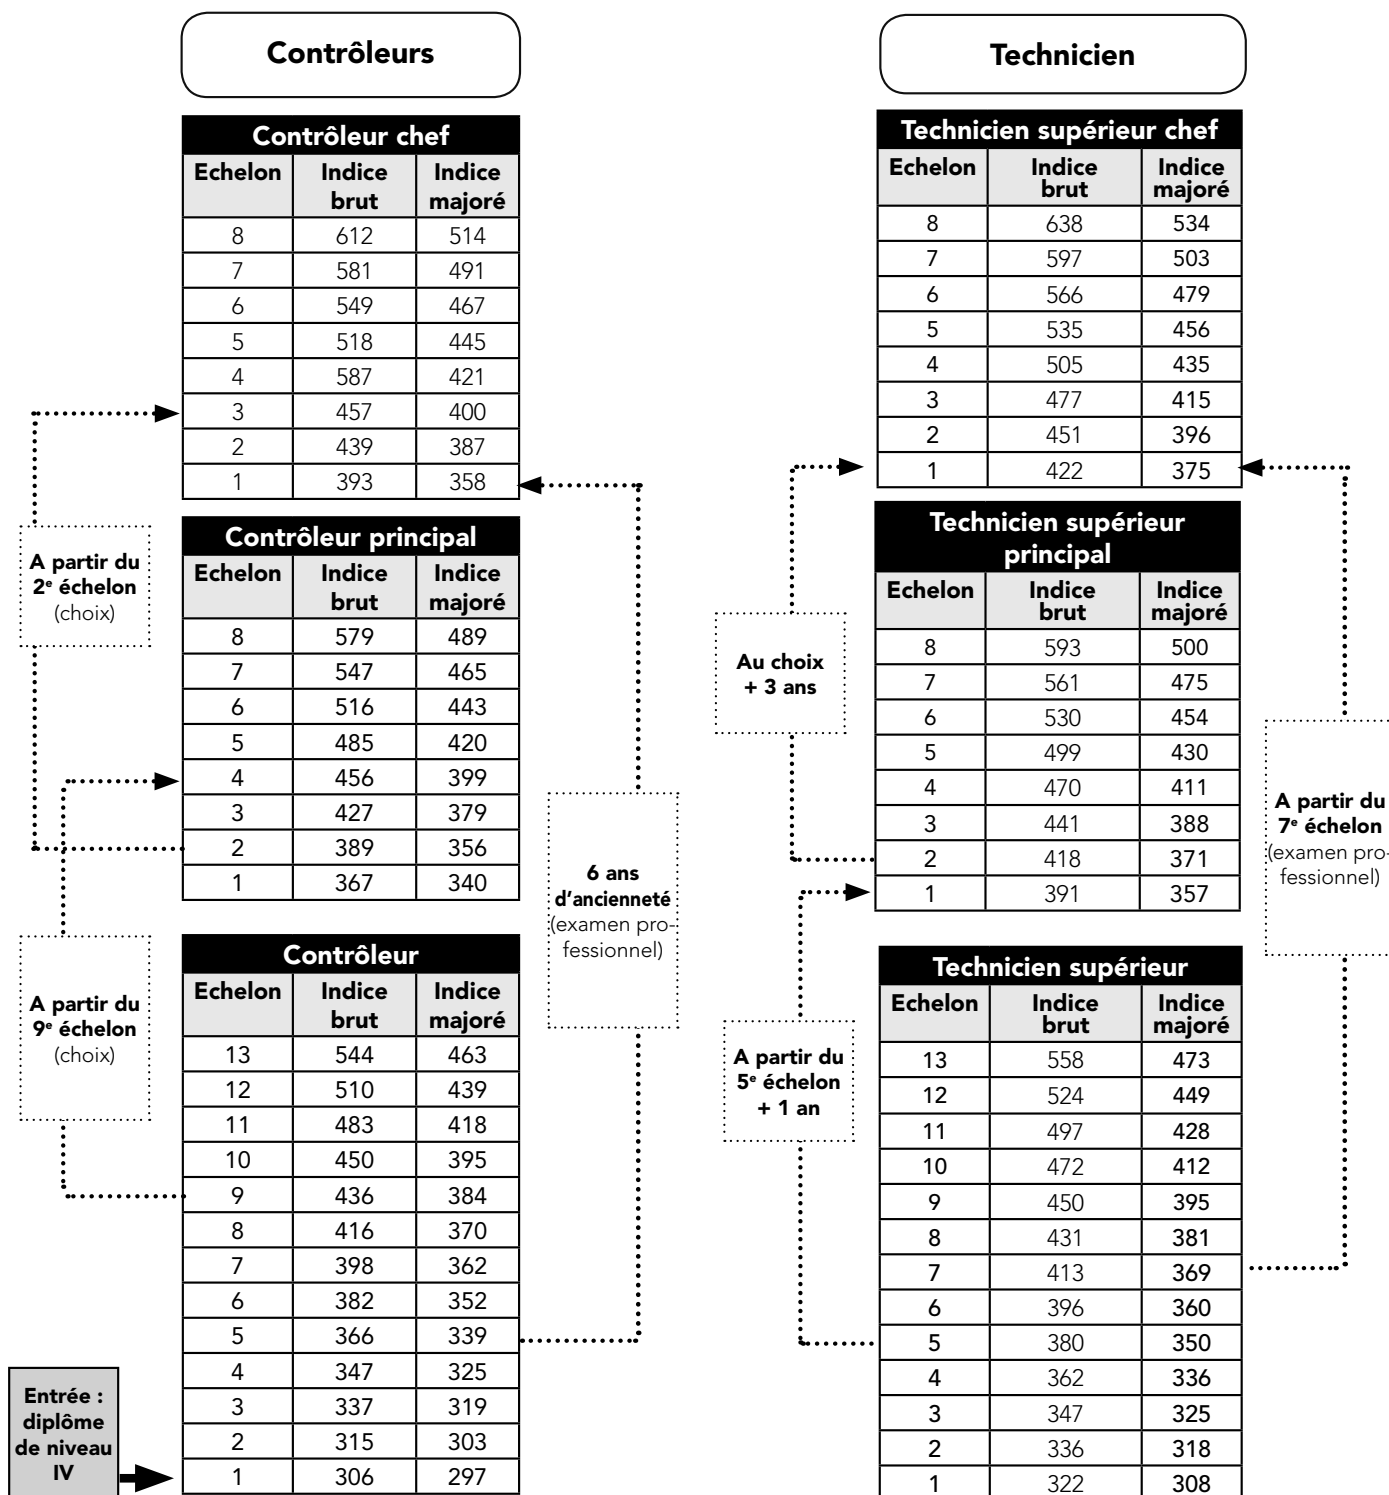 Contrôleurs
Contrôleur chef
Echelon Indice brut Indice majoré
8 612 514
7 581 491
6 549 467
5 518 445
4 587 421
3 457 400
2 439 387
1 393 358
A partir du
2e échelon
(choix)
Contrôleur principal
Echelon Indice brut Indice majoré
8 579 489
7 547 465
6 516 443
5 485 420
4 456 399
3 427 379
2 389 356
1 367 340
6 ans
d'ancienneté
(examen pro-
fessionnel)
A partir du
9e échelon
(choix)
Contrôleur
Echelon Indice brut Indice majoré
13 544 463
12 510 439
11 483 418
10 450 395
9 436 384
8 416 370
7 398 362
6 382 352
5 366 339
4 347 325
3 337 319
2 315 303
1 306 297
Entrée :
diplôme
de niveau
IV
Technicien
Technicien supérieur chef
Echelon Indice brut Indice majoré
8 638 534
7 597 503
6 566 479
5 535 456
4 505 435
3 477 415
2 451 396
1 422 375
Technicien supérieur
principal
Echelon Indice brut Indice majoré
8 593 500
7 561 475
6 530 454
5 499 430
4 470 411
3 441 388
2 418 371
1 391 357
Au choix
+ 3 ans
A partir du
7e échelon
(examen pro-
fessionnel)
Technicien supérieur
Echelon Indice brut Indice majoré
13 558 473
12 524 449
11 497 428
10 472 412
9 450 395
8 431 381
7 413 369
6 396 360
5 380 350
4 362 336
3 347 325
2 336 318
1 322 308
A partir du
5e échelon
+ 1 an